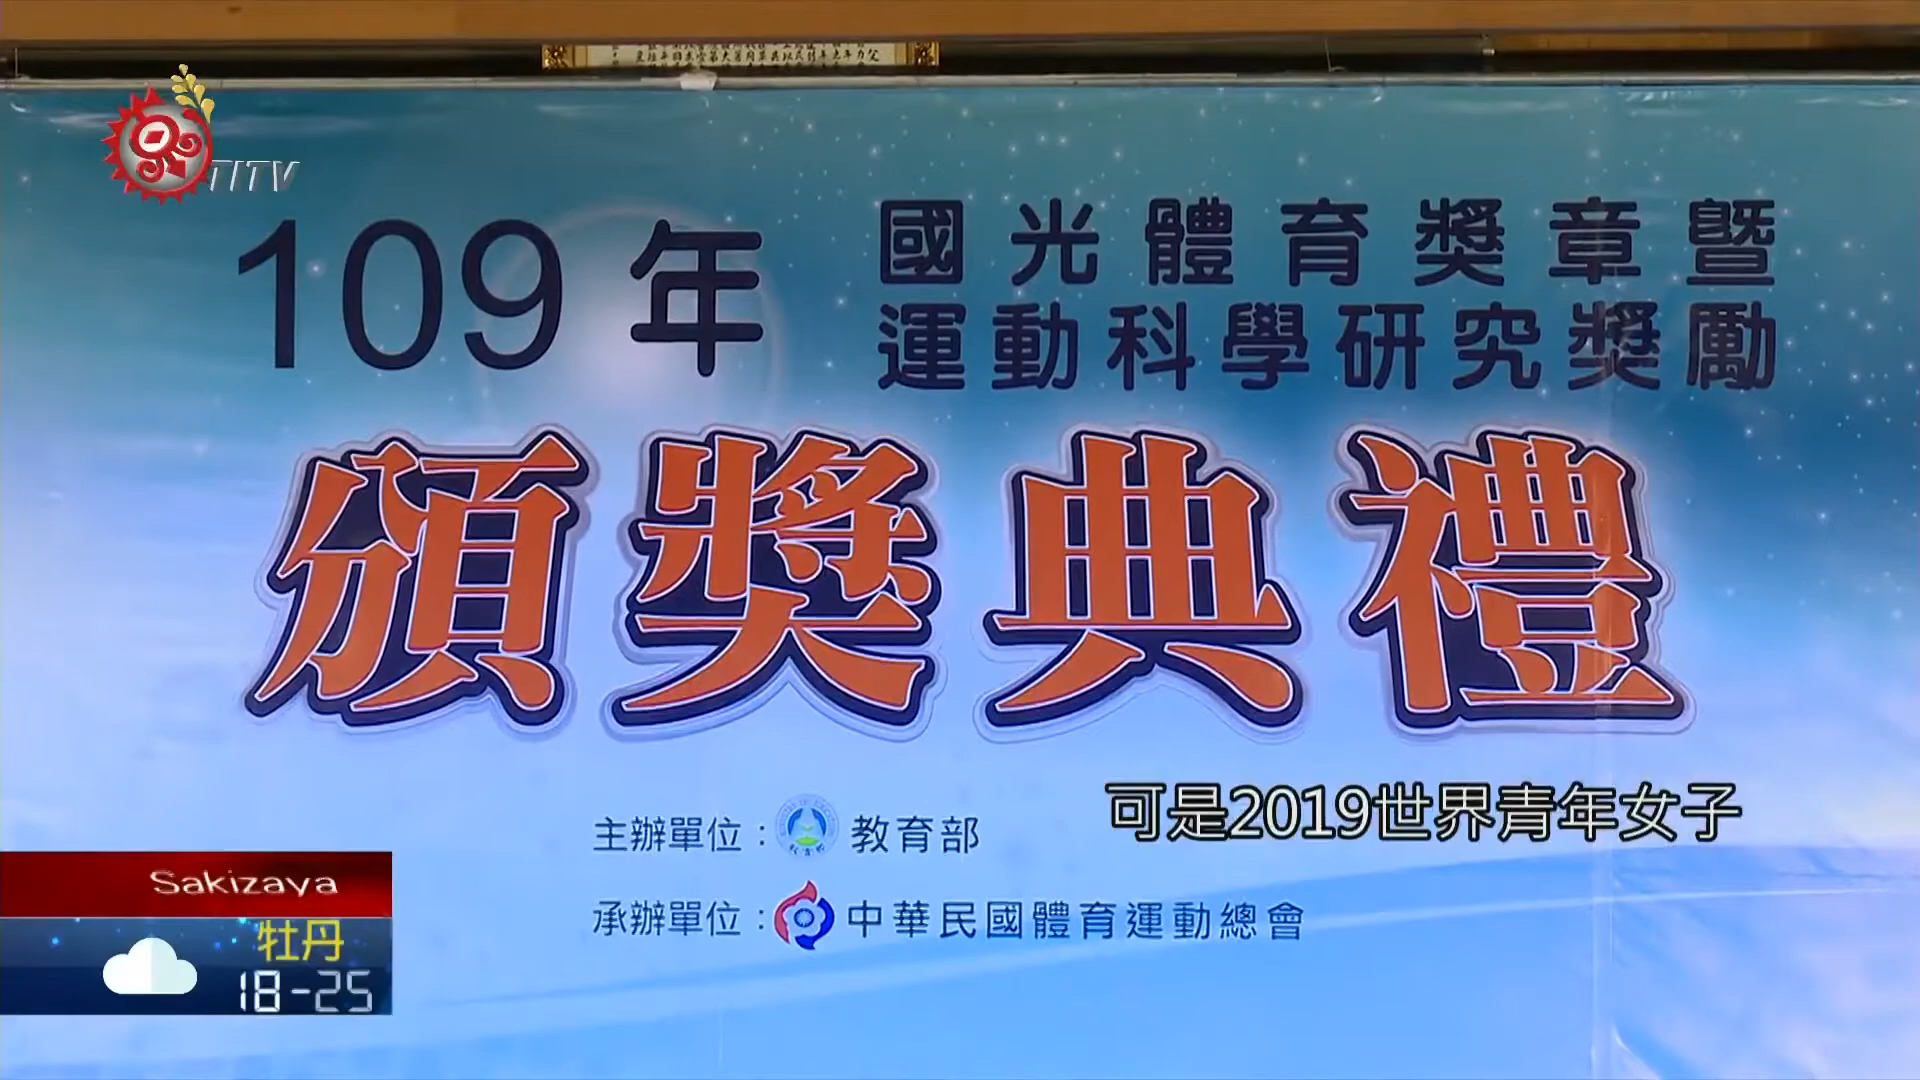 TITV
109年
國光體育獎章暨
運動科學研究獎勵
頒獎典禮
主辦單位：教育部
可是2019世界青年女子
承辦單位：中華民國體育運動總會
Sakizaya
牡丹
18-25